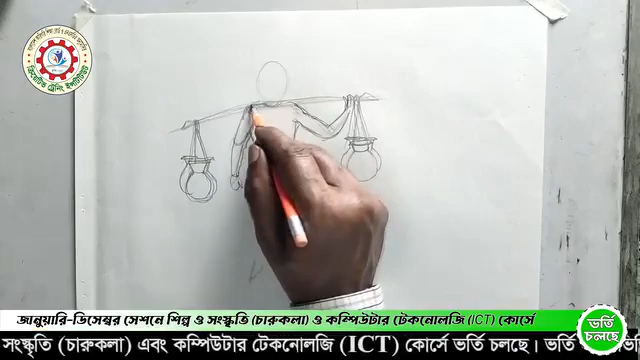 জানুয়ারি-ডিসেম্বর সেশনে শিল্প ও সংস্কৃতি (চারুকলা) ও কম্পিউটার টেকনোলজি (ICT) কোর্সে
ভর্তি
চলছে
সংস্কৃতি (চারুকলা) এবং কম্পিউটার টেকনোলজি (ICT) কোর্সে ভর্তি চলছে। ভর্তি